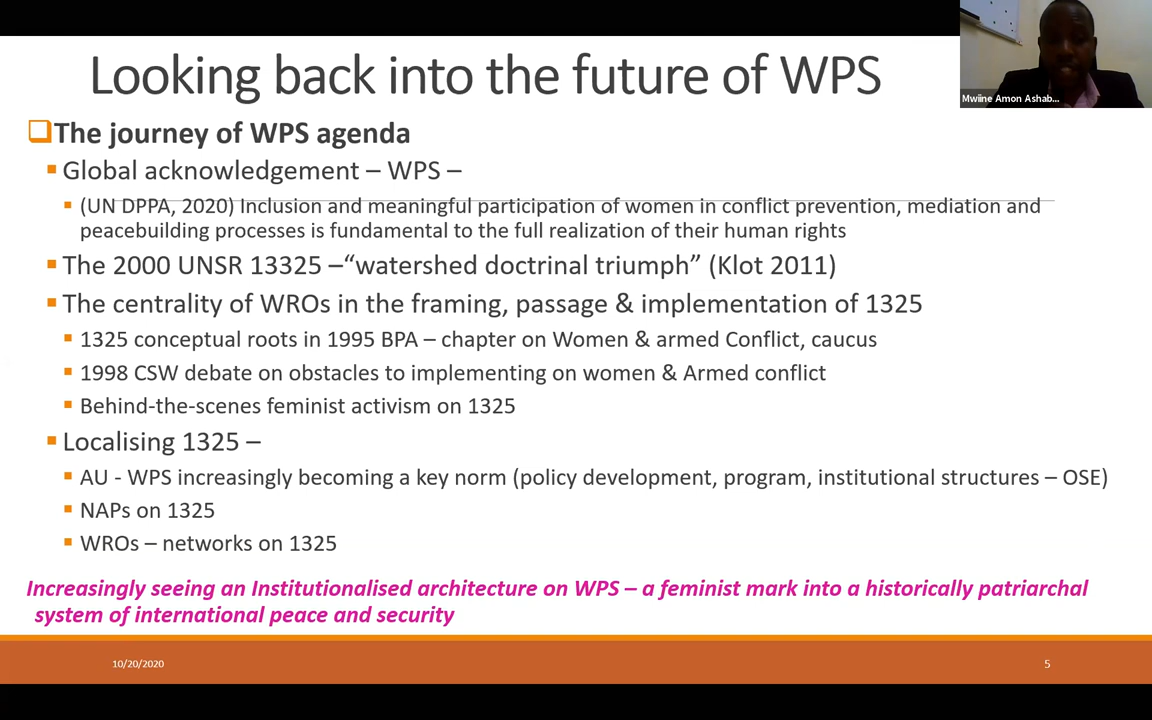 Looking back into the future of WPS
Mwiine Amon Ashab...
The journey of WPS agenda
Global acknowledgement – WPS –
(UN DPPA, 2020) Inclusion and meaningful participation of women in conflict prevention, mediation and
peacebuilding processes is fundamental to the full realization of their human rights
The 2000 UNSR 13325 –“watershed doctrinal triumph” (Klot 2011)
The centrality of WROs in the framing, passage & implementation of 1325
1325 conceptual roots in 1995 BPA – chapter on Women & armed Conflict, caucus
1998 CSW debate on obstacles to implementing on women & Armed conflict
Behind-the-scenes feminist activism on 1325
Localising 1325 –
AU - WPS increasingly becoming a key norm (policy development, program, institutional structures – OSE)
NAPs on 1325
WROs – networks on 1325
Increasingly seeing an Institutionalised architecture on WPS – a feminist mark into a historically patriarchal
system of international peace and security
10/20/2020
5